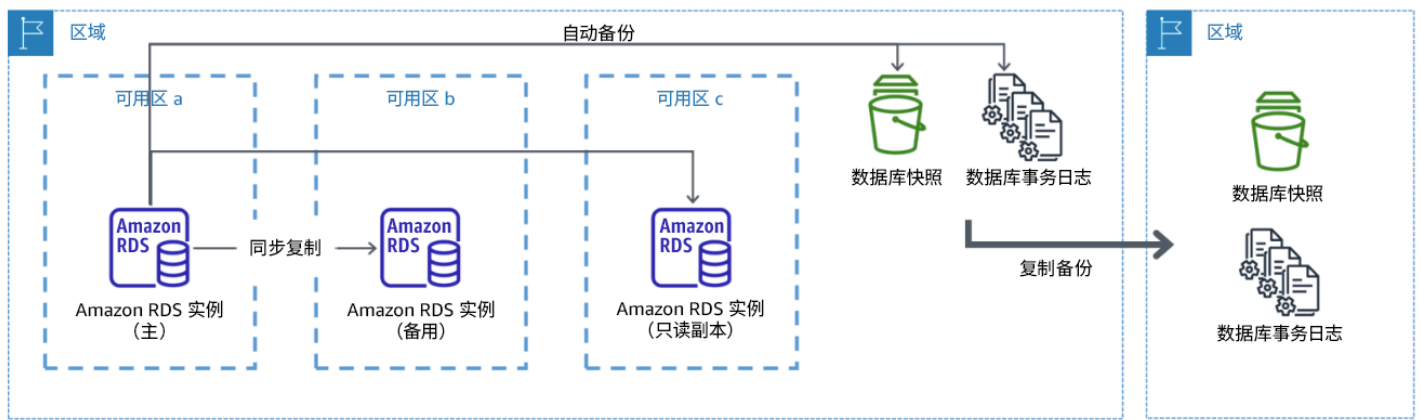 区域
区域
自动备份
可用区 a
可用区 b
可用区 c
数据库快照
数据库事务日志
数据库快照
Amazon
RDS
同步复制
Amazon
RDS
Amazon
RDS
复制备份
Amazon RDS 实例
（主）
Amazon RDS 实例
（备用）
Amazon RDS 实例
（只读副本）
数据库事务日志